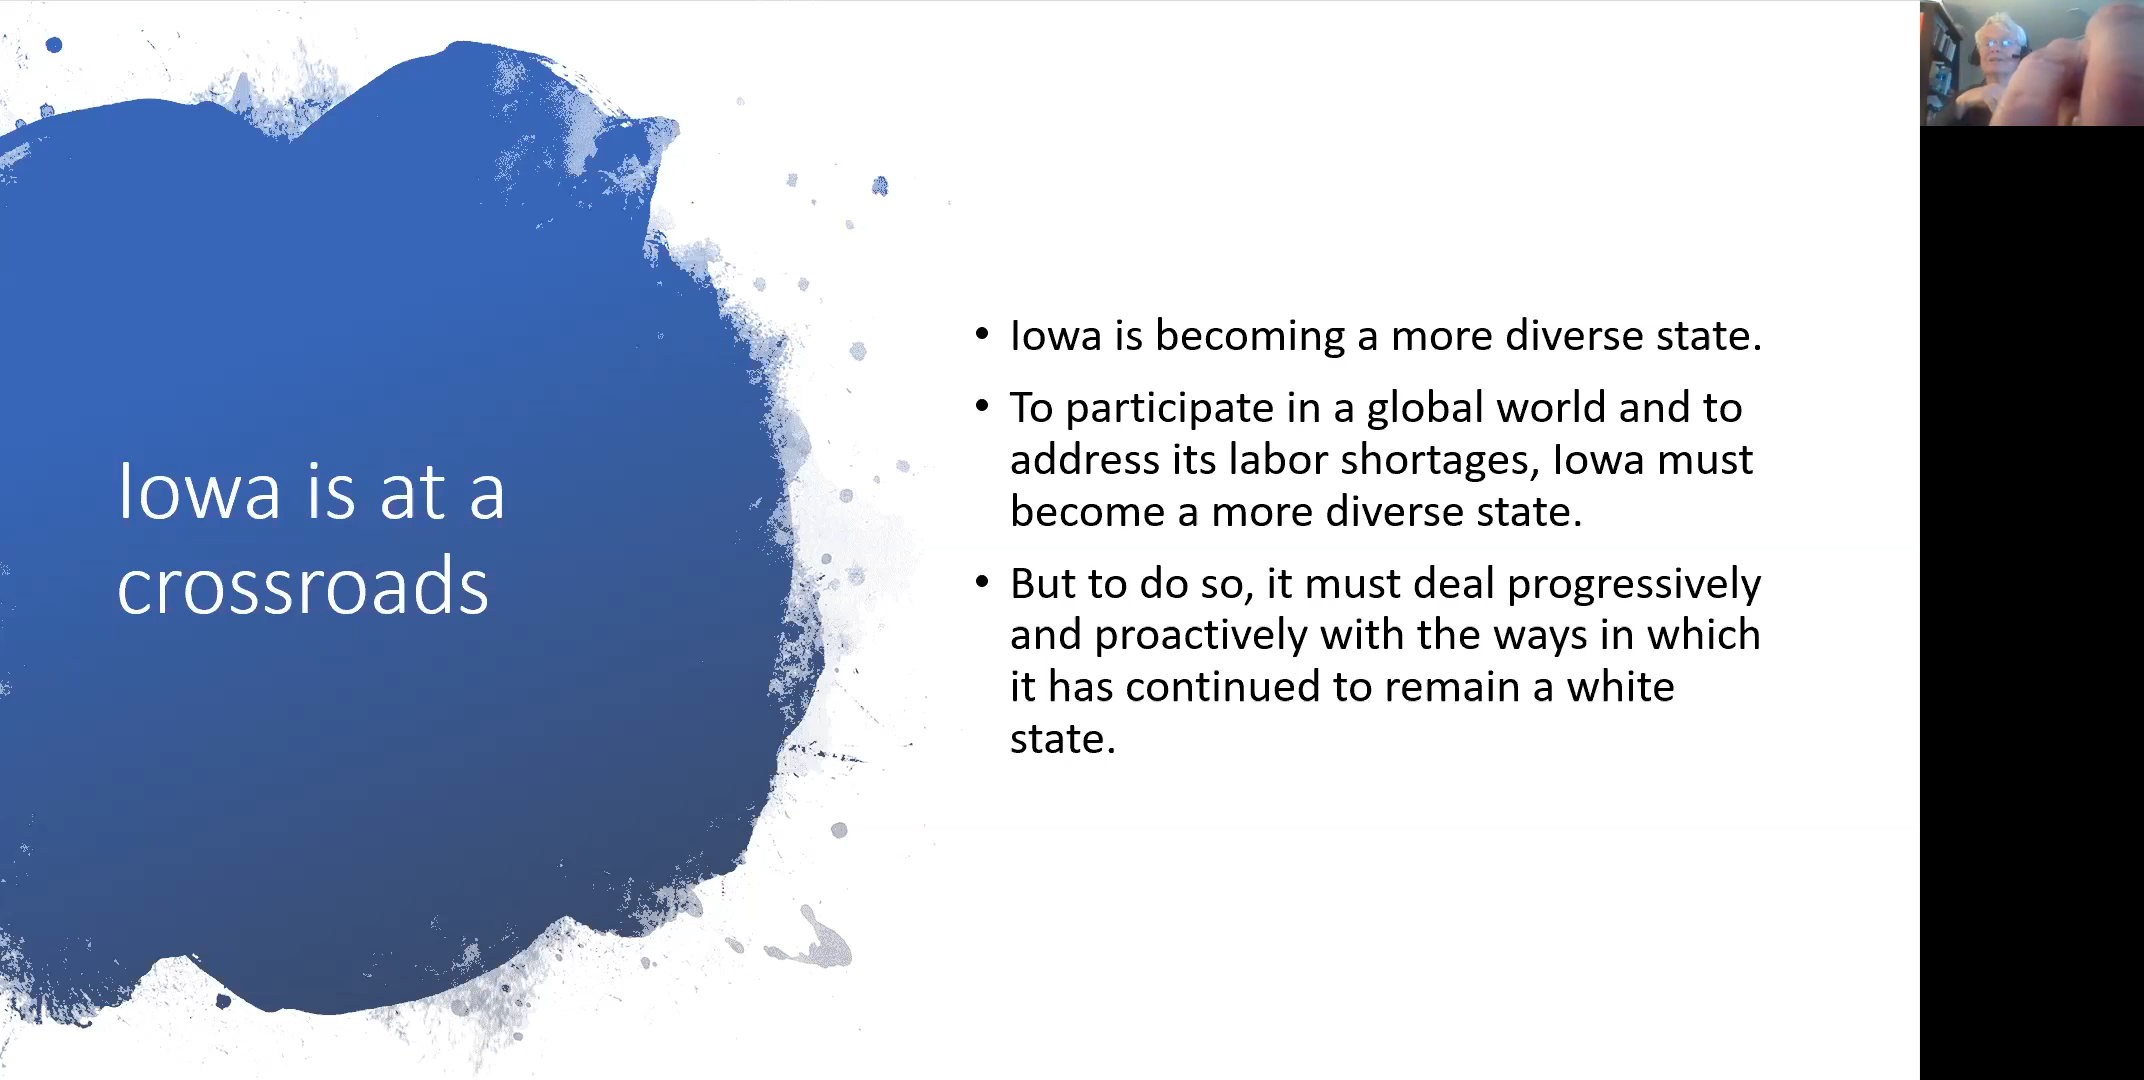 Iowa is at a
crossroads
• Iowa is becoming a more diverse state.
• To participate in a global world and to
address its labor shortages, Iowa must
become a more diverse state.
• But to do so, it must deal progressively
and proactively with the ways in which
it has continued to remain a white
state.